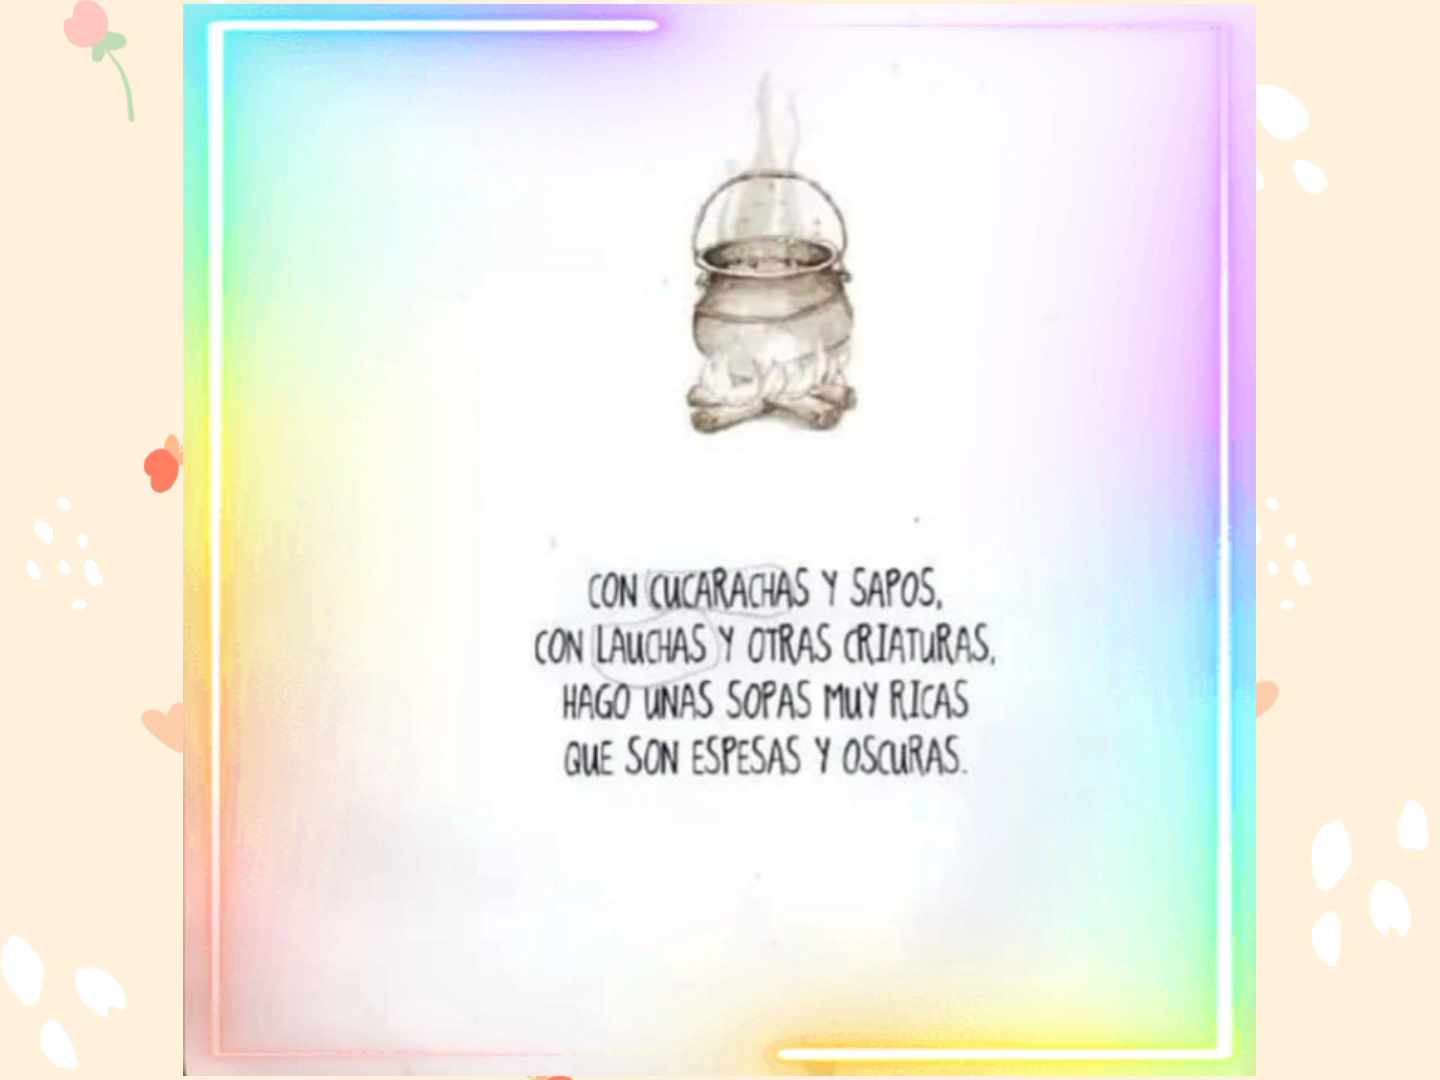 CON CUCARACHAS Y SAPOS,
CON LAUCHAS Y OTRAS CRIATURAS,
HAGO UNAS SOPAS MUY RICAS
QUE SON ESPESAS Y OSCURAS.